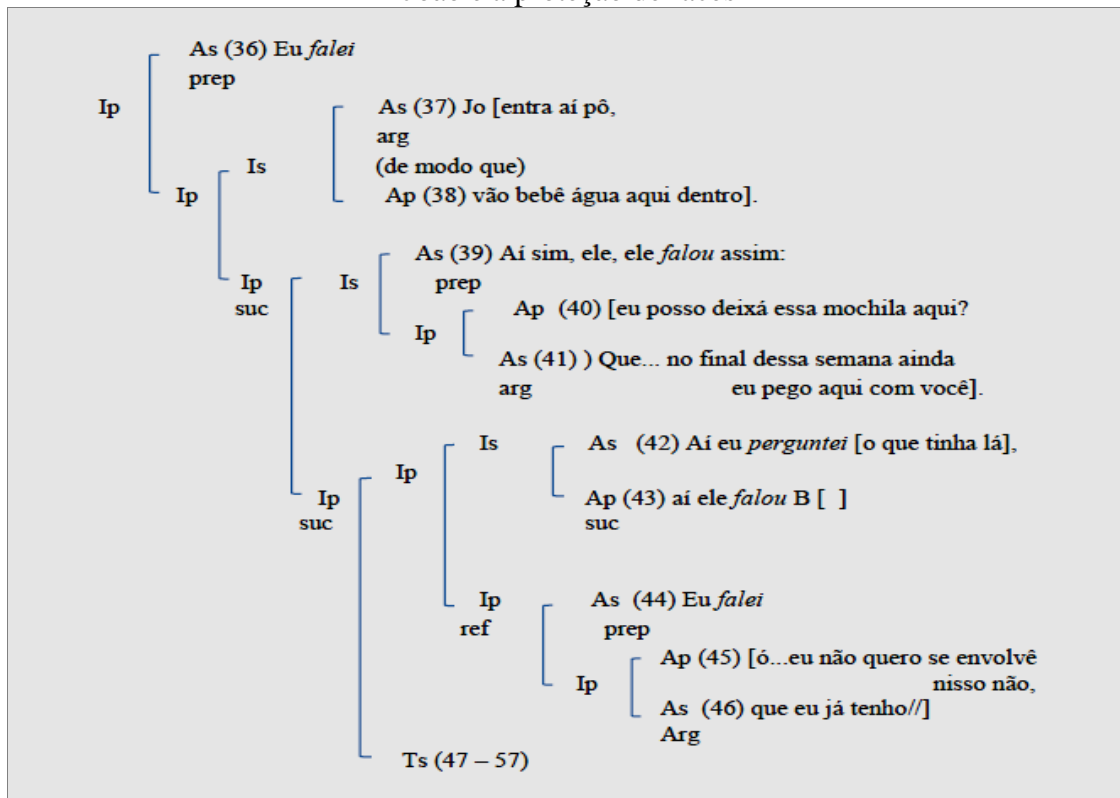 As (36) Eu falei
prep
Ip
As (37) Jo [entra aí pô,
arg
Is
(de modo que)
Ip
Ap (38) vão bebê água aqui dentro].
As (39) Aí sim, ele, ele falou assim:
Ip
Is
prep
suc
Ap (40) [eu posso deixá essa mochila aqui?
Ip
As (41) ) Que... no final dessa semana ainda
arg
eu pego aqui com você].
Is
As (42) Aí eu perguntei [o que tinha lá],
Ip
Ip
Ap (43) aí ele falou B [ ]
suc
suc
Ip
As (44) Eu falei
ref
prep
Ap (45) [ó...eu não quero se envolvê
Ip
nisso não,
As (46) que eu já tenho//]
Arg
Ts (47 – 57)